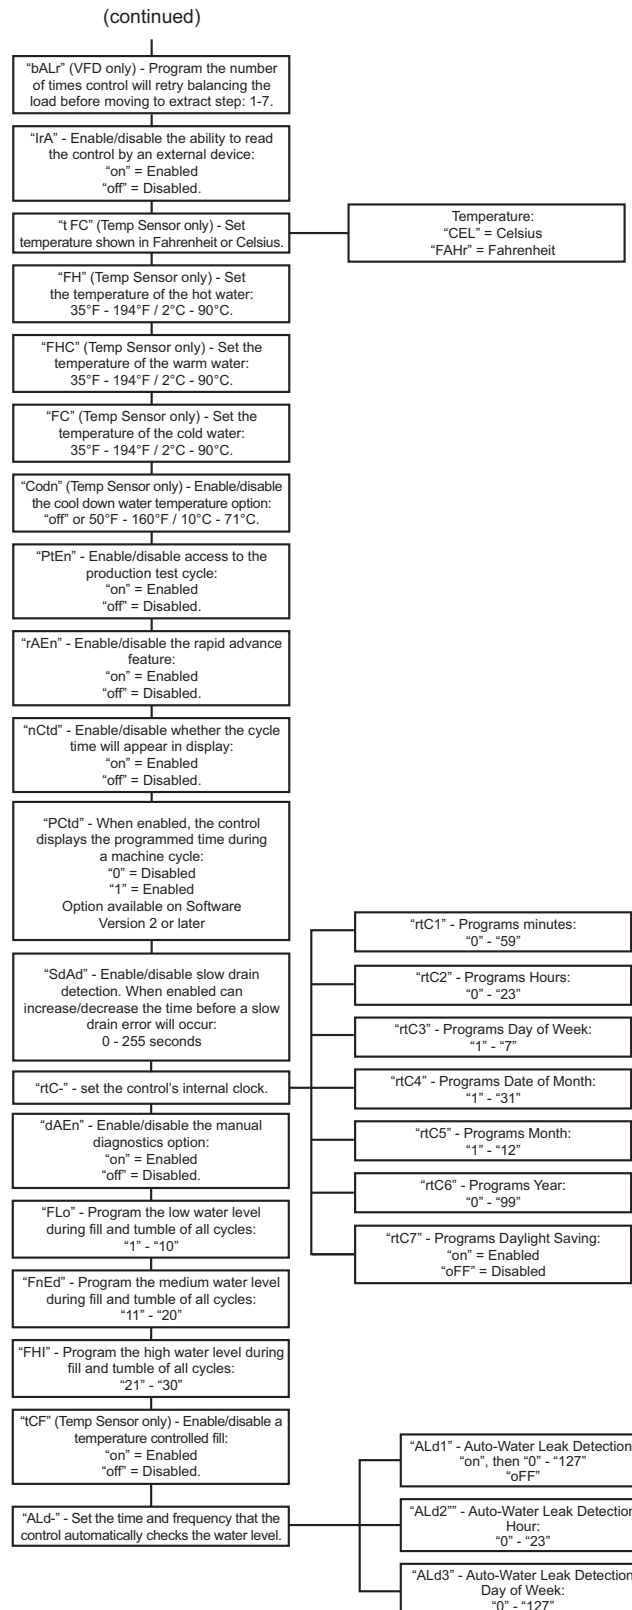 (continued)
“bALr” (VFD only) - Program the number
of times control will retry balancing the
load before moving to extract step: 1-7.
“IrA” - Enable/disable the ability to read
the control by an external device:
“on” = Enabled
“off” = Disabled.
“t FC” (Temp Sensor only) - Set
temperature shown in Fahrenheit or Celsius.
Temperature:
“CEL” = Celsius
“FAHr” = Fahrenheit
“FH” (Temp Sensor only) - Set
the temperature of the hot water:
35°F - 194°F / 2°C - 90°C.
“FHC” (Temp Sensor only) - Set the
temperature of the warm water:
35°F - 194°F / 2°C - 90°C.
“FC” (Temp Sensor only) - Set the
temperature of the cold water:
35°F - 194°F / 2°C - 90°C.
“Codn” (Temp Sensor only) - Enable/disable
the cool down water temperature option:
“off” or 50°F - 160°F / 10°C - 71°C.
“PtEn” - Enable/disable access to the
production test cycle:
“on” = Enabled
“off” = Disabled.
“rAEn” - Enable/disable the rapid advance
feature:
“on” = Enabled
“off” = Disabled.
“nCtd” - Enable/disable whether the cycle
time will appear in display:
“on” = Enabled
“off” = Disabled.
“PCtd” - When enabled, the control
displays the programmed time during
a machine cycle:
“0” = Disabled
“1” = Enabled
Option available on Software
Version 2 or later
“SdAd” - Enable/disable slow drain
detection. When enabled can
increase/decrease the time before a slow
drain error will occur:
0 - 255 seconds
“rtC-” - set the control’s internal clock.
“rtC1” - Programs minutes:
“0” - “59”
“rtC2” - Programs Hours:
“0” - “23”
“rtC3” - Programs Day of Week:
“1” - “7”
“rtC4” - Programs Date of Month:
“1” - “31”
“rtC5” - Programs Month:
“1” - “12”
“rtC6” - Programs Year:
“0” - “99”
“rtC7” - Programs Daylight Saving:
“on” = Enabled
“oFF” = Disabled
“dAEn” - Enable/disable the manual
diagnostics option:
“on” = Enabled
“off” = Disabled.
“FLo” - Program the low water level
during fill and tumble of all cycles:
“1” - “10”
“FnEd” - Program the medium water level
during fill and tumble of all cycles:
“11” - “20”
“FHI” - Program the high water level during
fill and tumble of all cycles:
“21” - “30”
“tCF” (Temp Sensor only) - Enable/disable a
temperature controlled fill:
“on” = Enabled
“off” = Disabled.
“ALd-” - Set the time and frequency that the
control automatically checks the water level.
“ALd1” - Auto-Water Leak Detection
“on”, then “0” - “127”
“oFF”
“ALd2”” - Auto-Water Leak Detection
Hour:
“0” - “23”
“ALd3” - Auto-Water Leak Detection
Day of Week:
“0” - “127”